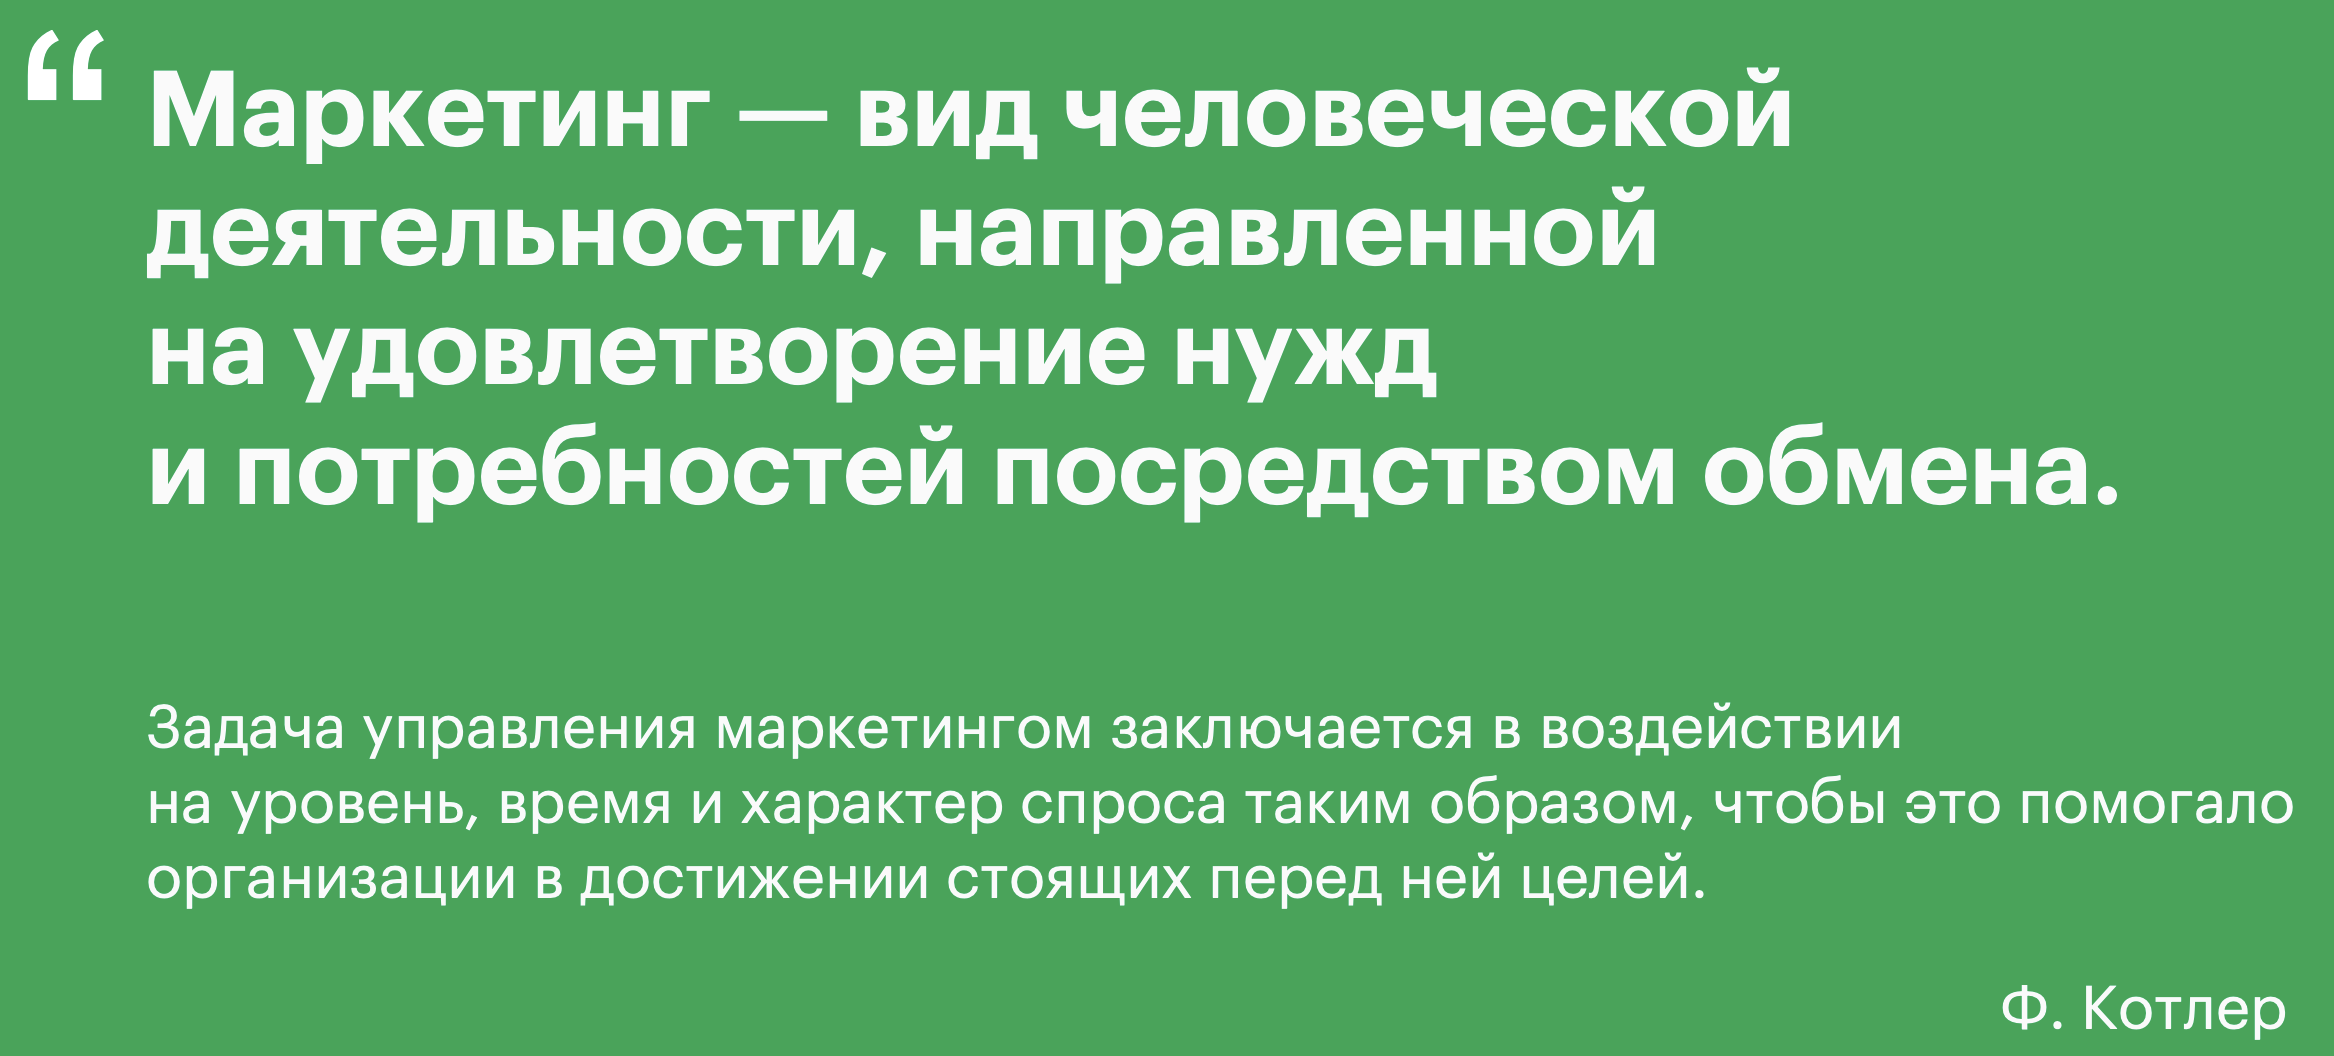 “ Маркетинг — вид человеческой
деятельности, направленной
на удовлетворение нужд
и потребностей посредством обмена.
Задача управления маркетингом заключается в воздействии
на уровень, время и характер спроса таким образом, чтобы это помогало
организации в достижении стоящих перед ней целей.
Ф. Котлер